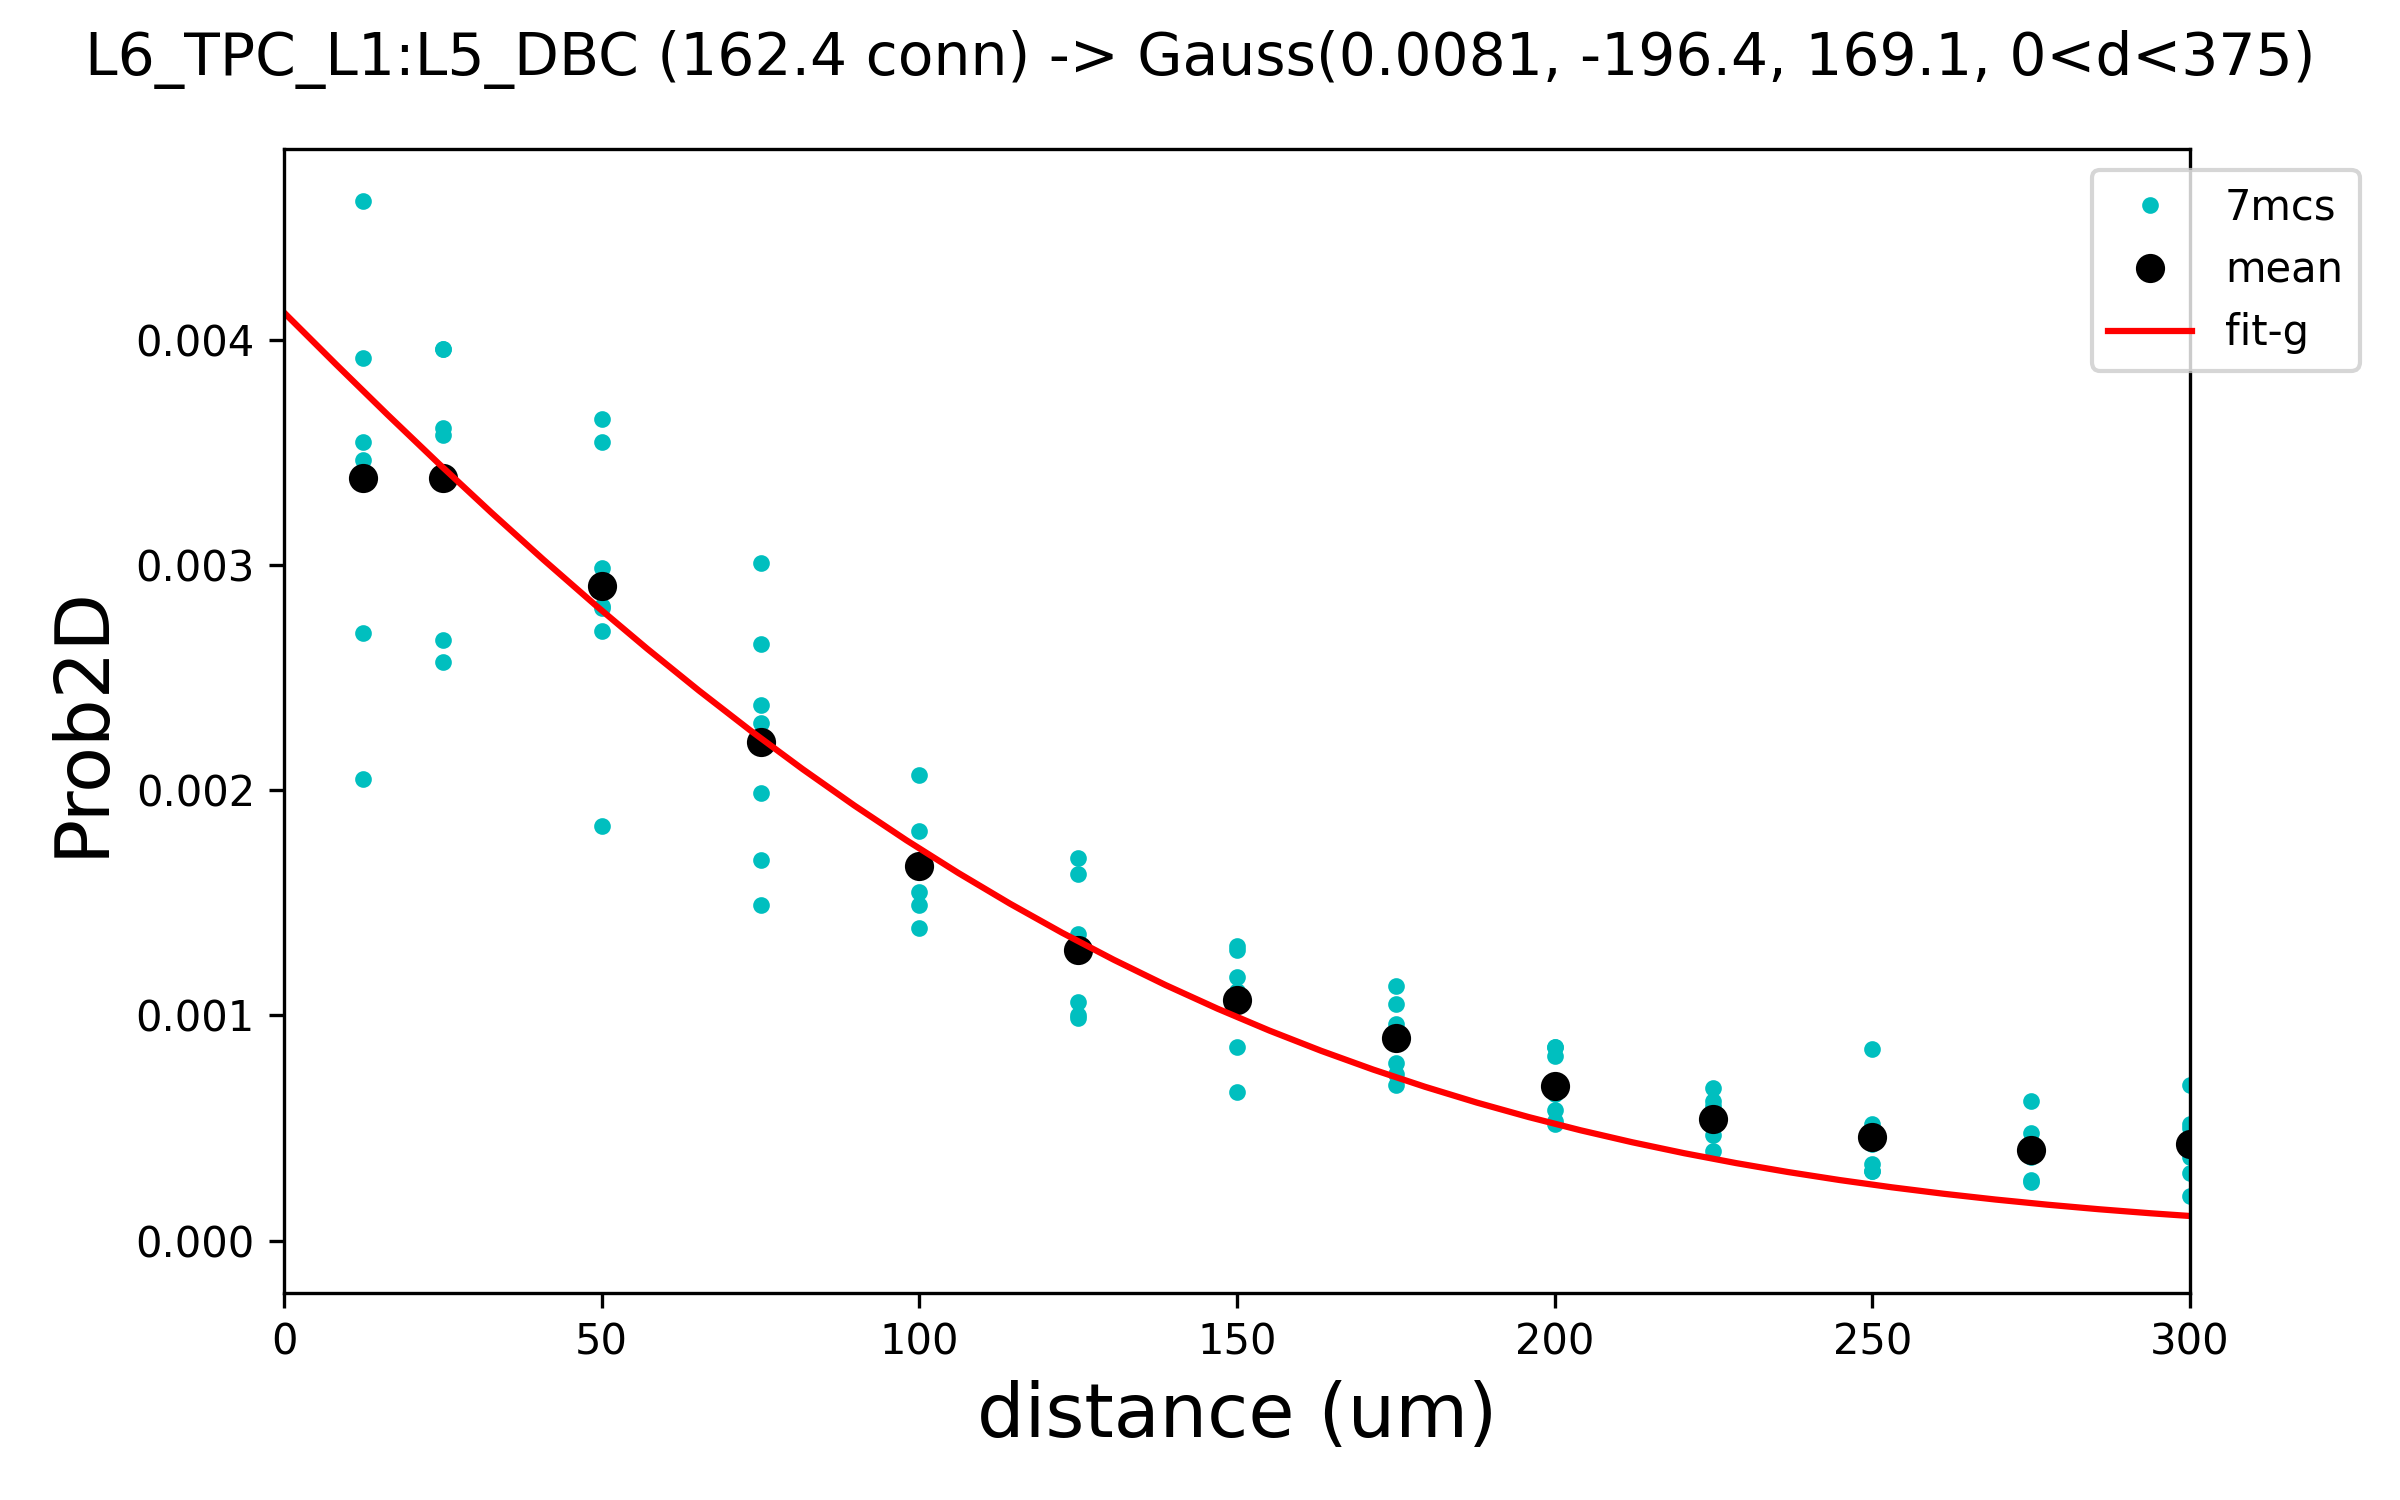 L6_TPC_L1:L5_DBC (162.4 conn) -> Gauss(0.0081, -196.4, 169.1, 0<d<375)
7mcs
mean
fit-g
Prob2D
0.004
0.003
0.002
0.001
0.000
0 50 100 150 200 250 300
distance (um)